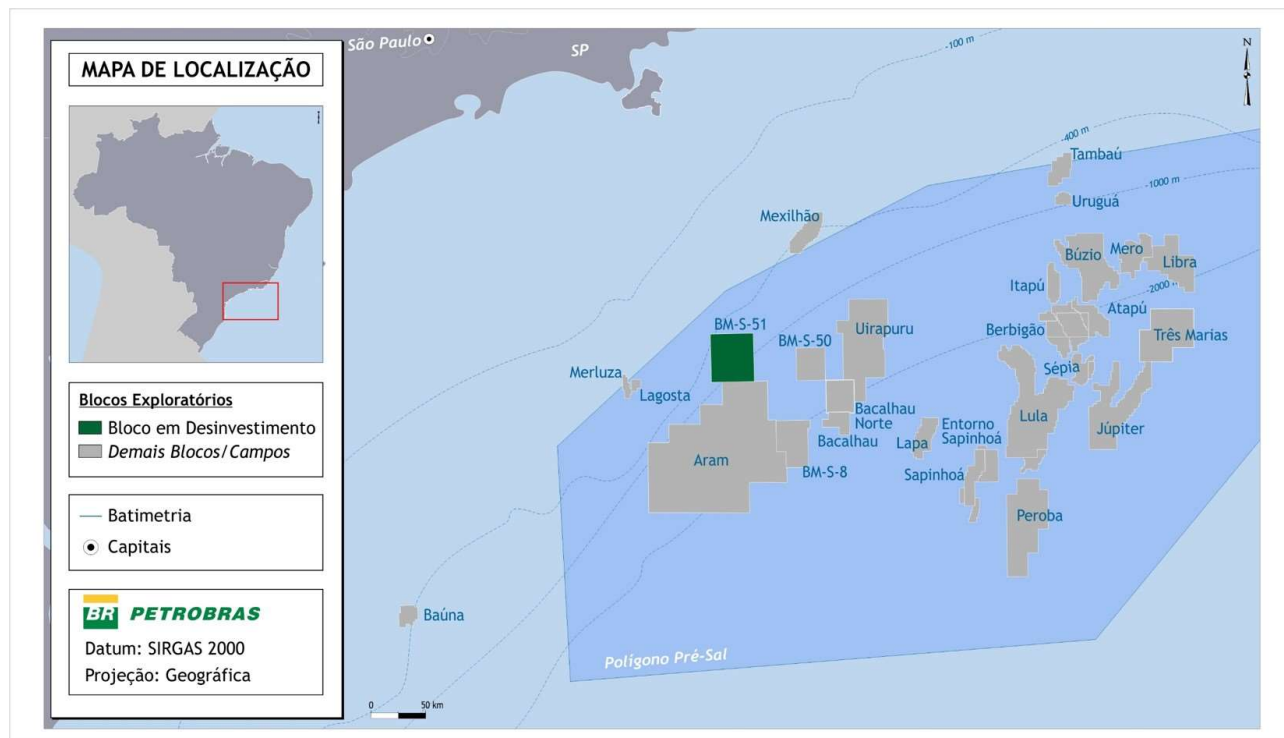 MAPA DE LOCALIZAÇÃO
Blocos Exploratórios
Bloco em Desinvestimento
Demais Blocos/Campos
Batimetria
Capitais
BR PETROBRAS
Datum: SIRGAS 2000
Projeção: Geográfica
São Paulo
SP
-100 m
N
-400 m
Tambaú
-1000 m
Uruguá
Mexilhão
Búzio
Mero
Libra
Itapú
-2000 m
Atapú
BM-S-51
BM-S-50
Uirapuru
Berbigão
Três Marias
Merluza
Lagosta
Sépia
Bacalhau
Norte
Bacalhau
Lapa
Entorno
Sapinhoá
Lula
Júpiter
Aram
BM-S-8
Sapinhoá
Peroba
Baúna
Polígono Pré-Sal
0
50 km